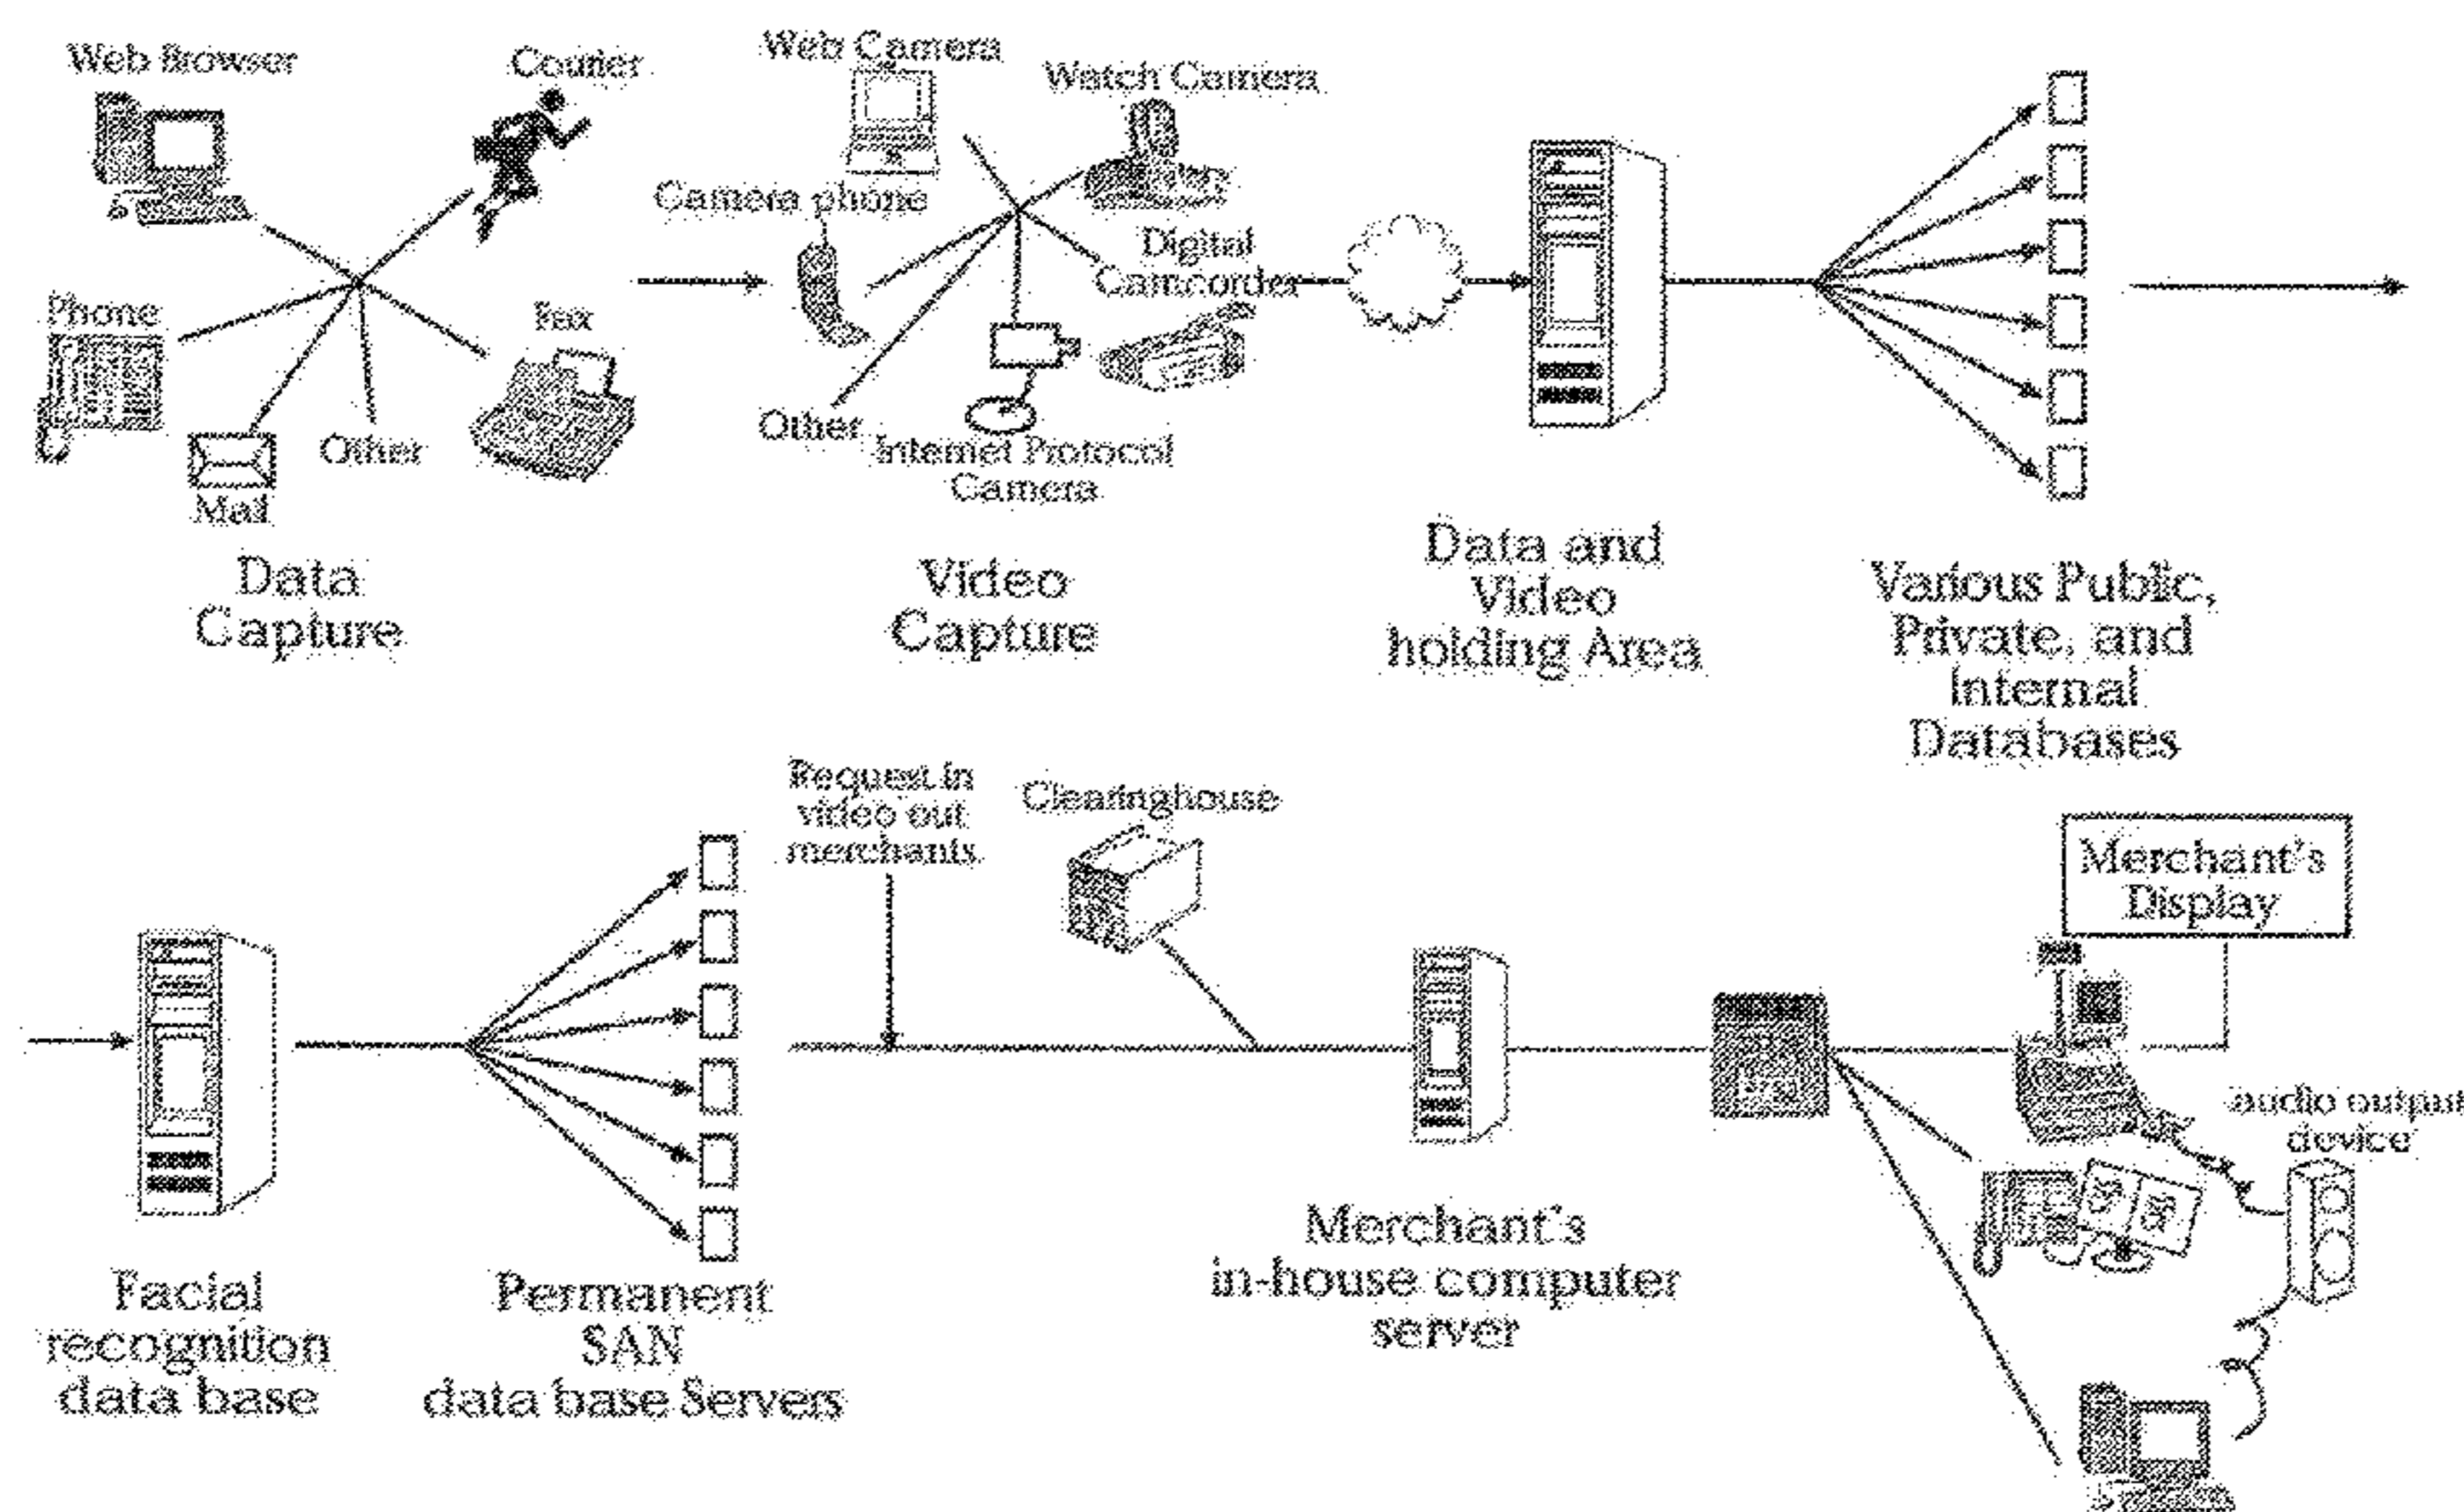 Web Browser
Courier
Phone
Fax
Mail
Other
Data
Capture
Web Camera
Watch Camera
Camera phone
Digital
Camcorder
Other
Internet Protocol
Camera
Video
Capture
Data and
Video
holding Area
Various Public,
Private, and
Internal
Databases
Facial
recognition
data base
Permanent
SAN
data base Servers
Request in
video out
merchants
Clearinghouse
Merchant's
in-house computer
server
Merchant's
Display
audio output
device